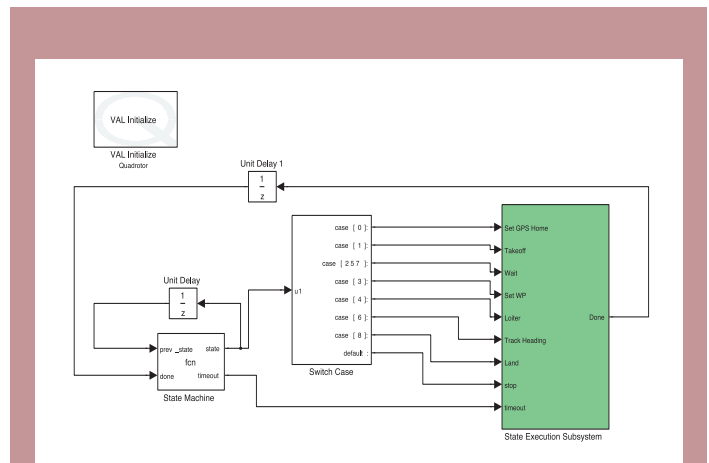 VAL Initialize
VAL Initialize
Quadrotor
Unit Delay 1
1
z
Unit Delay
1
z
prev _state
state
fcn
done
timeout
State Machine
u1
case [ 0 ]:
case [ 1 ]:
case [ 2 5 7 ]:
case [ 3 ]:
case [ 4 ]:
case [ 6 ]:
case [ 8 ]:
default :
Switch Case
Set GPS Home
Takeoff
Wait
Set WP
Loiter
Done
Track Heading
Land
stop
timeout
State Execution Subsystem